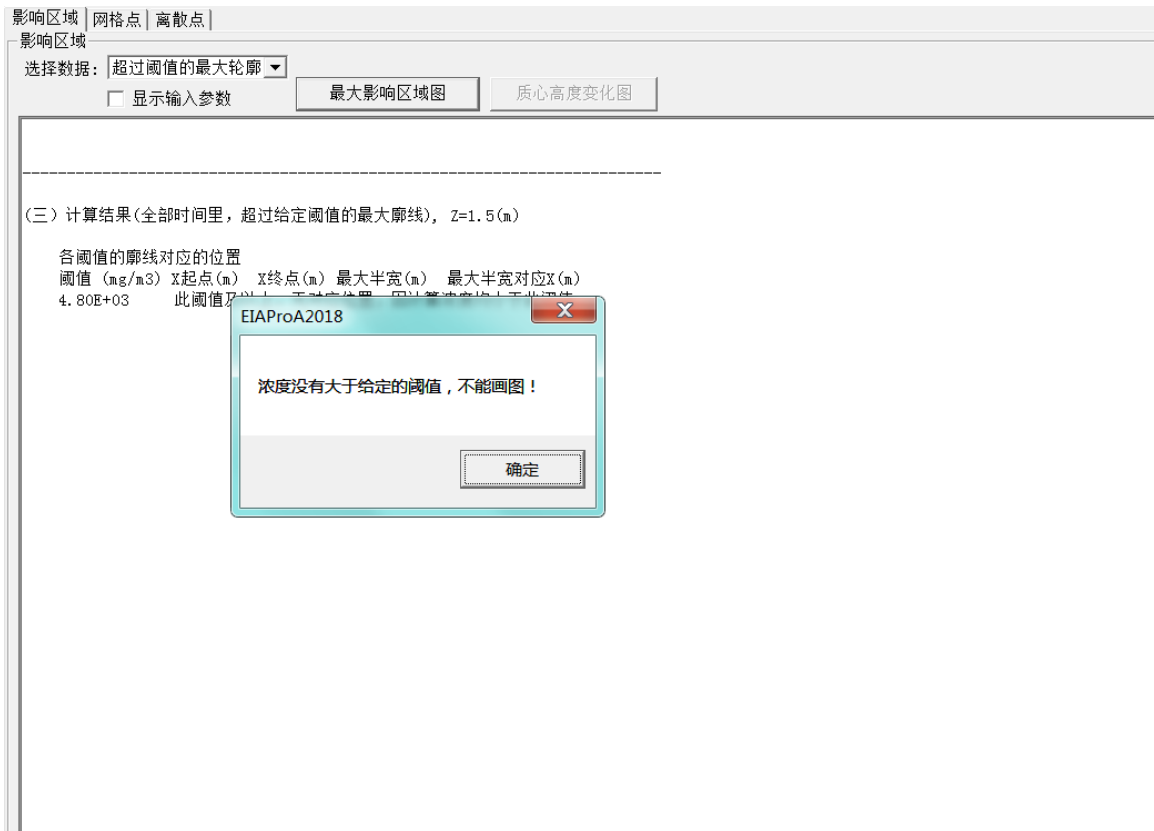 影响区域 网格点 离散点
影响区域
选择数据: 超过阈值的最大轮廓
显示输入参数 最大影响区域图 质心高度变化图
--------------------------------------------------------------------------
(三)计算结果(全部时间里，超过给定阈值的最大廓线), Z=1.5(m)
各阈值的廓线对应的位置
阈值 (mg/m3) X起点(m) X终点(m) 最大半宽(m) 最大半宽对应X(m)
4.80E+03 此阈值及
EIAProA2018
浓度没有大于给定的阈值，不能画图！
确定